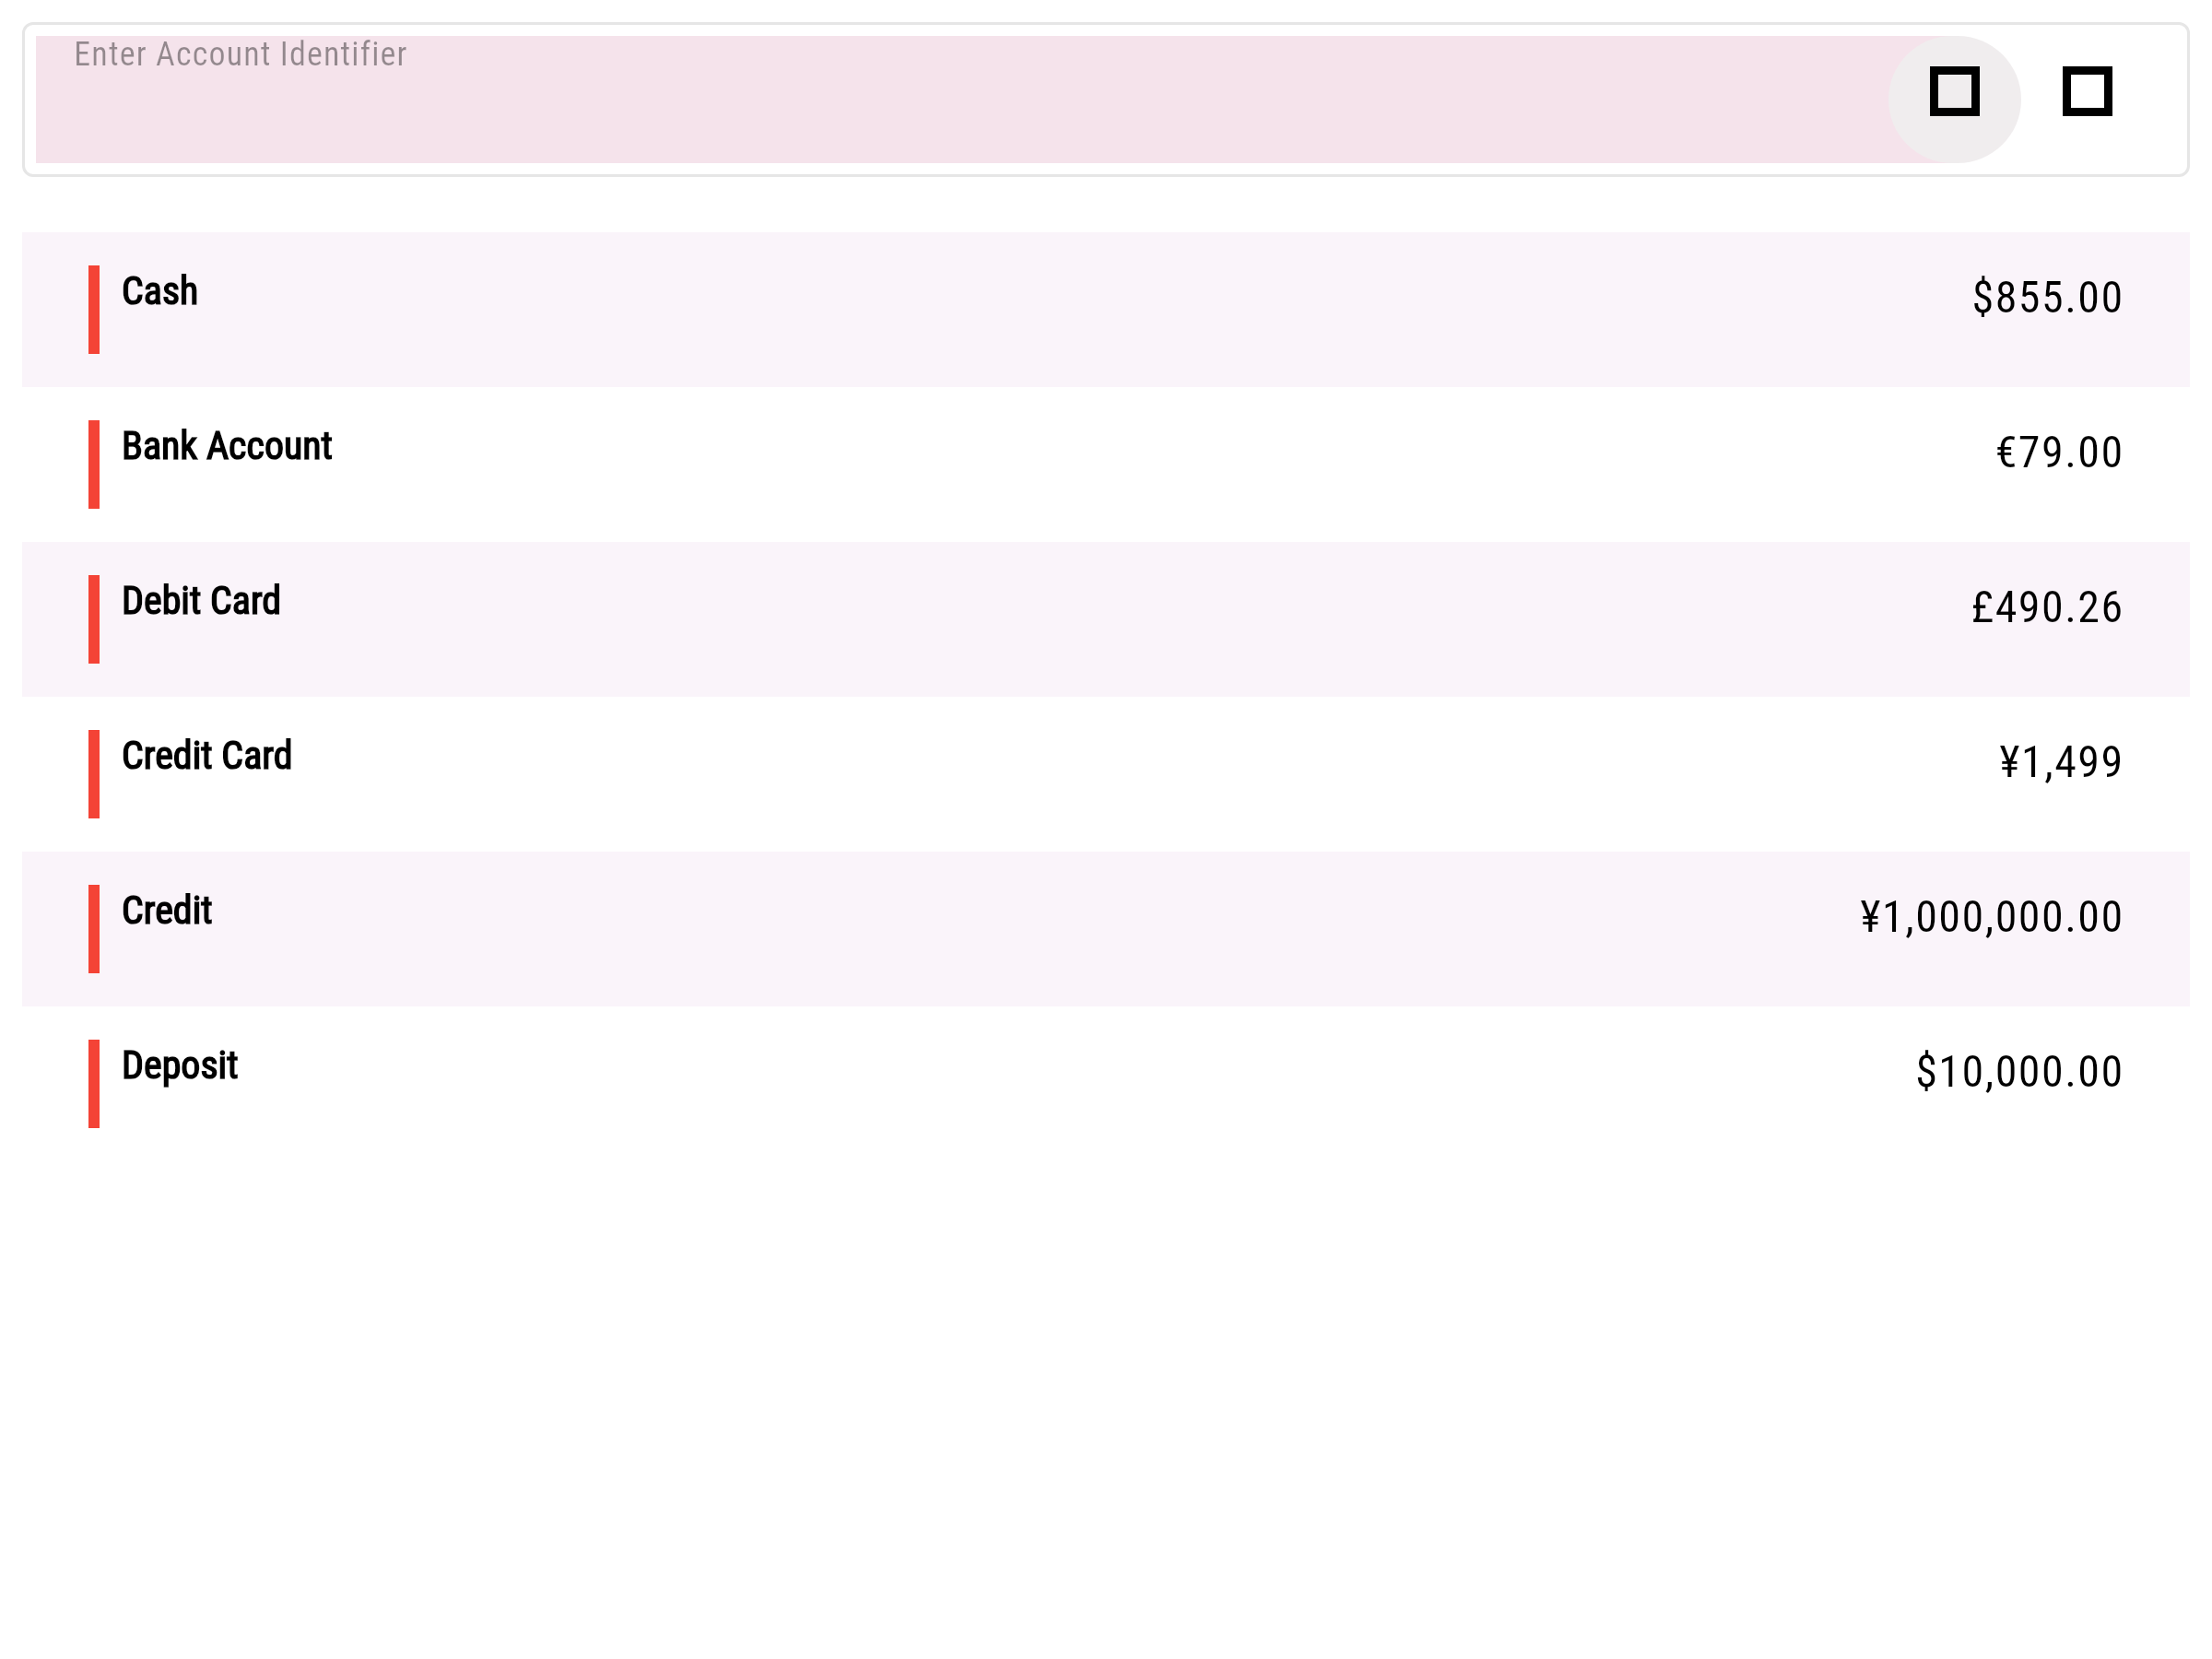 Enter Account Identifier
Cash $855.00
Bank Account €79.00
Debit Card £490.26
Credit Card ¥1,499
Credit ¥1,000,000.00
Deposit $10,000.00